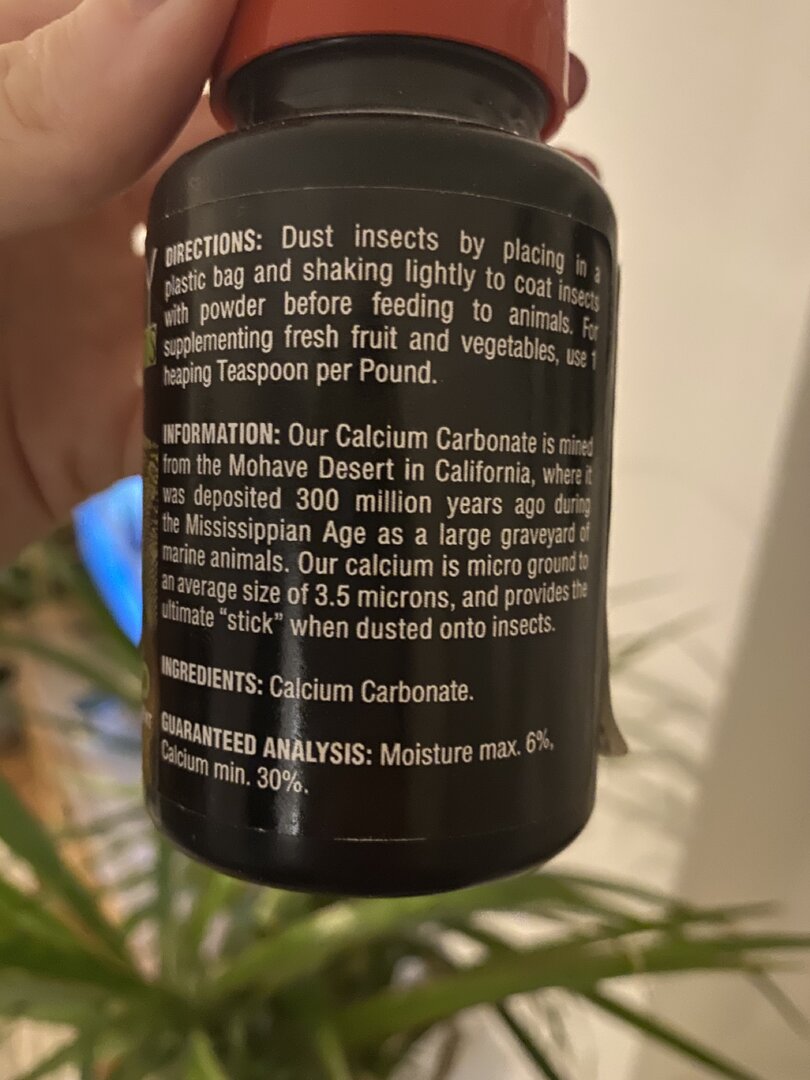 DIRECTIONS: Dust insects by placing in a
plastic bag and shaking lightly to coat insects
with powder before feeding to animals. For
supplementing fresh fruit and vegetables, use 1
heaping Teaspoon per Pound.
INFORMATION: Our Calcium Carbonate is mined
from the Mohave Desert in California, where it
was deposited 300 million years ago during
the Mississippian Age as a large graveyard of
marine animals. Our calcium is micro ground to
an average size of 3.5 microns, and provides the
ultimate “stick” when dusted onto insects.
INGREDIENTS: Calcium Carbonate.
GUARANTEED ANALYSIS: Moisture max. 6%,
Calcium min. 30%.